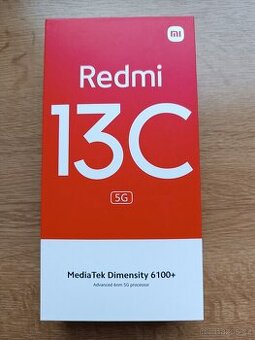 mi
Redmi
13C
5G
MediaTek Dimensity 6100+
Advanced 6nm 5G processor